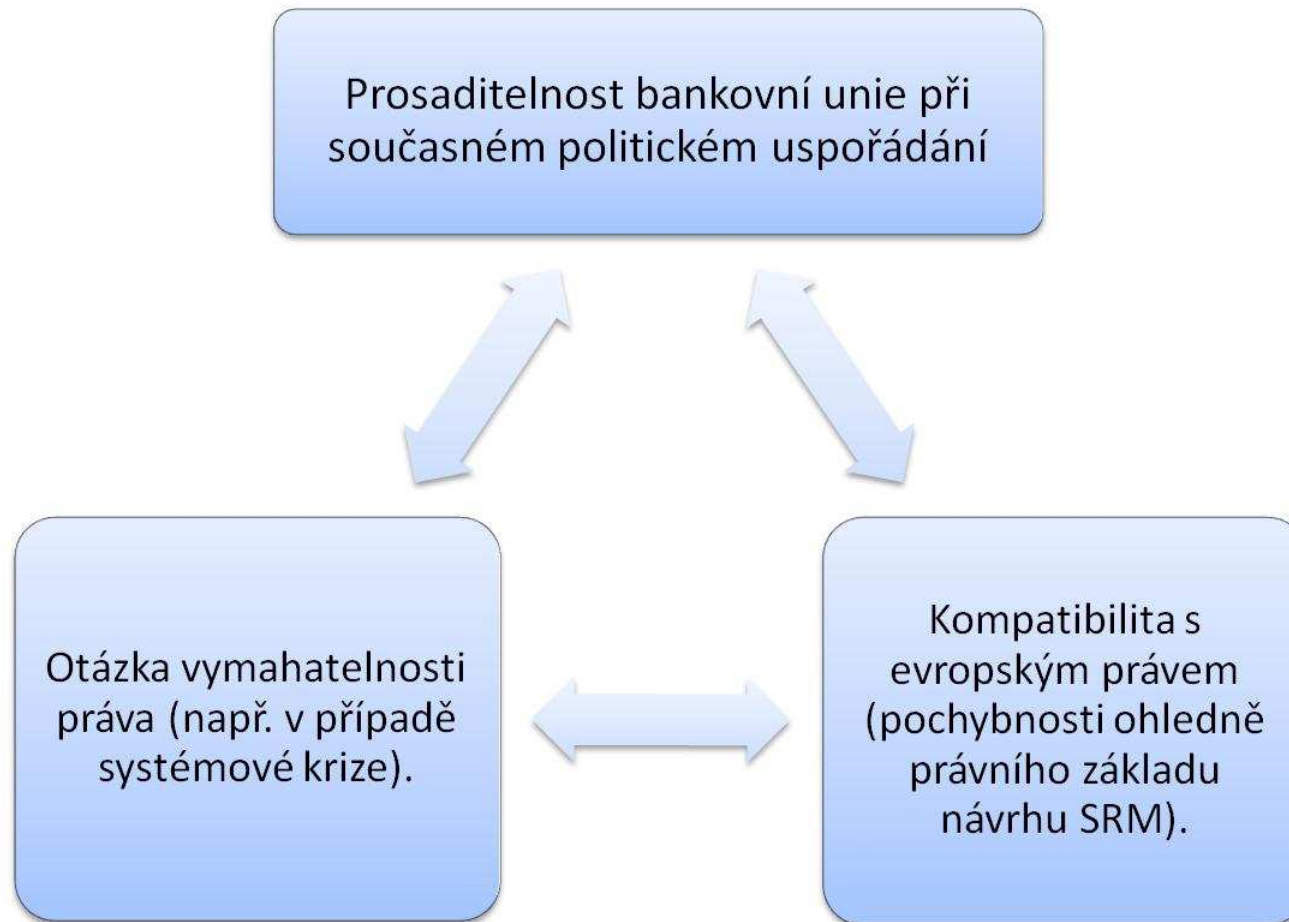 Prosaditelnost bankovní unie při
současném politickém uspořádání
Otázka vymahatelnosti
práva (např. v případě
systémové krize).
Kompatibilita s
evropským právem
(pochybnosti ohledně
právního základu
návrhu SRM).